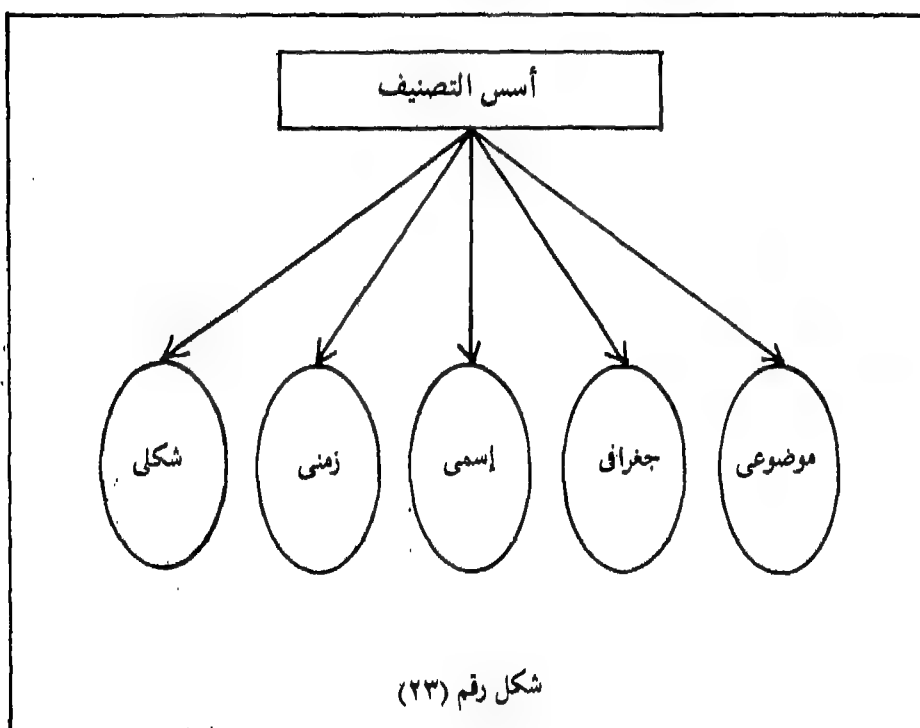 أسس التصنيف
موضوعى
جغرافى
إسمى
زمنى
شكلى
شكل رقم (٢٣)